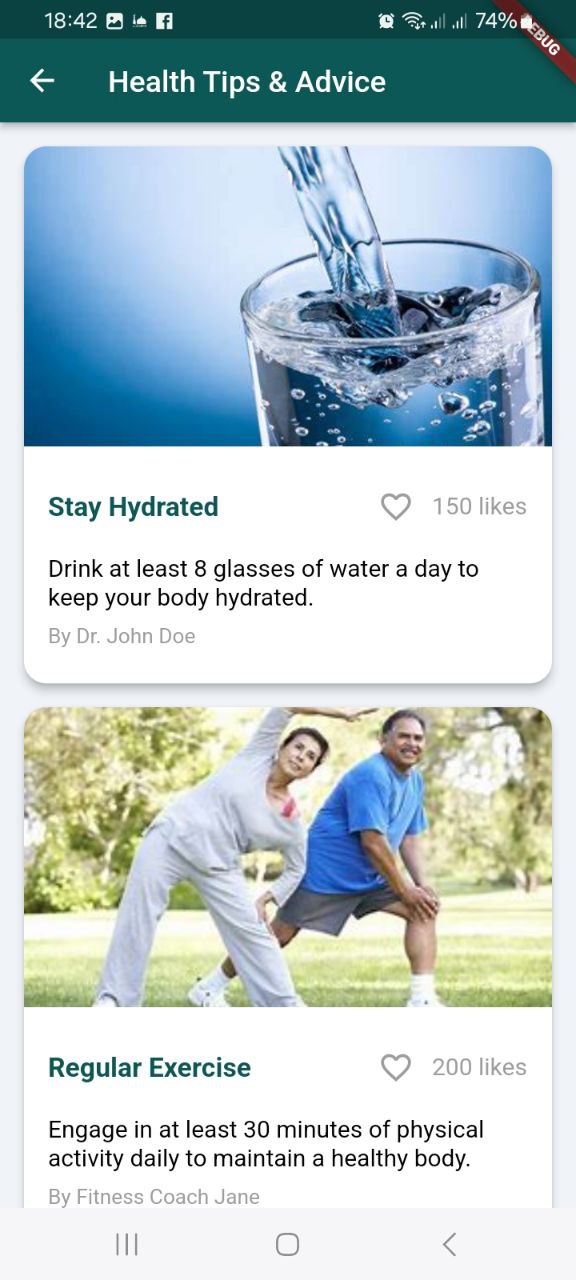 18:42
74%
EBUG
Health Tips & Advice
Stay Hydrated
150 likes
Drink at least 8 glasses of water a day to
keep your body hydrated.
By Dr. John Doe
Regular Exercise
200 likes
Engage in at least 30 minutes of physical
activity daily to maintain a healthy body.
By Fitness Coach Jane